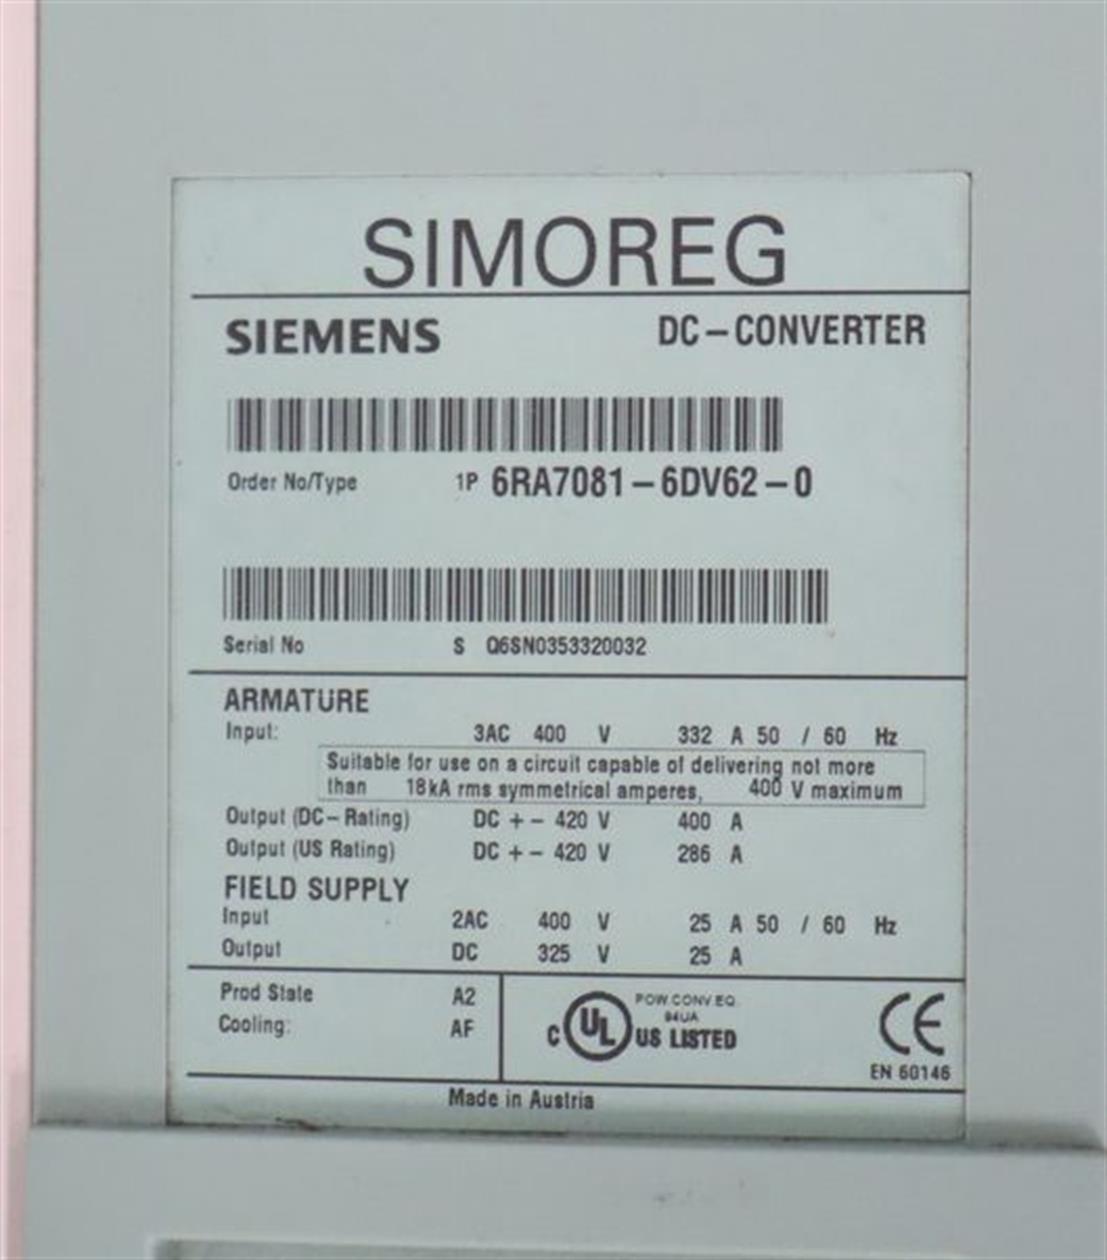 SIMOREG
SIEMENS DC-CONVERTER
Order No/Type 1P 6RA7081-6DV62-0
Serial No S Q6SN0353320032
ARMATURE
Input: 3AC 400 V 332 A 50 / 60 Hz
Suitable for use on a circuit capable of delivering not more
than 18kA rms symmetrical amperes, 400 V maximum
Output (DC-Rating) DC +- 420 V 400 A
Output (US Rating) DC +- 420 V 286 A
FIELD SUPPLY
Input 2AC 400 V 25 A 50 / 60 Hz
Output DC 325 V 25 A
Prod State A2
Cooling: AF
POW.CONV.EQ.
94UA
C UL US LISTED
CE
EN 60146
Made in Austria